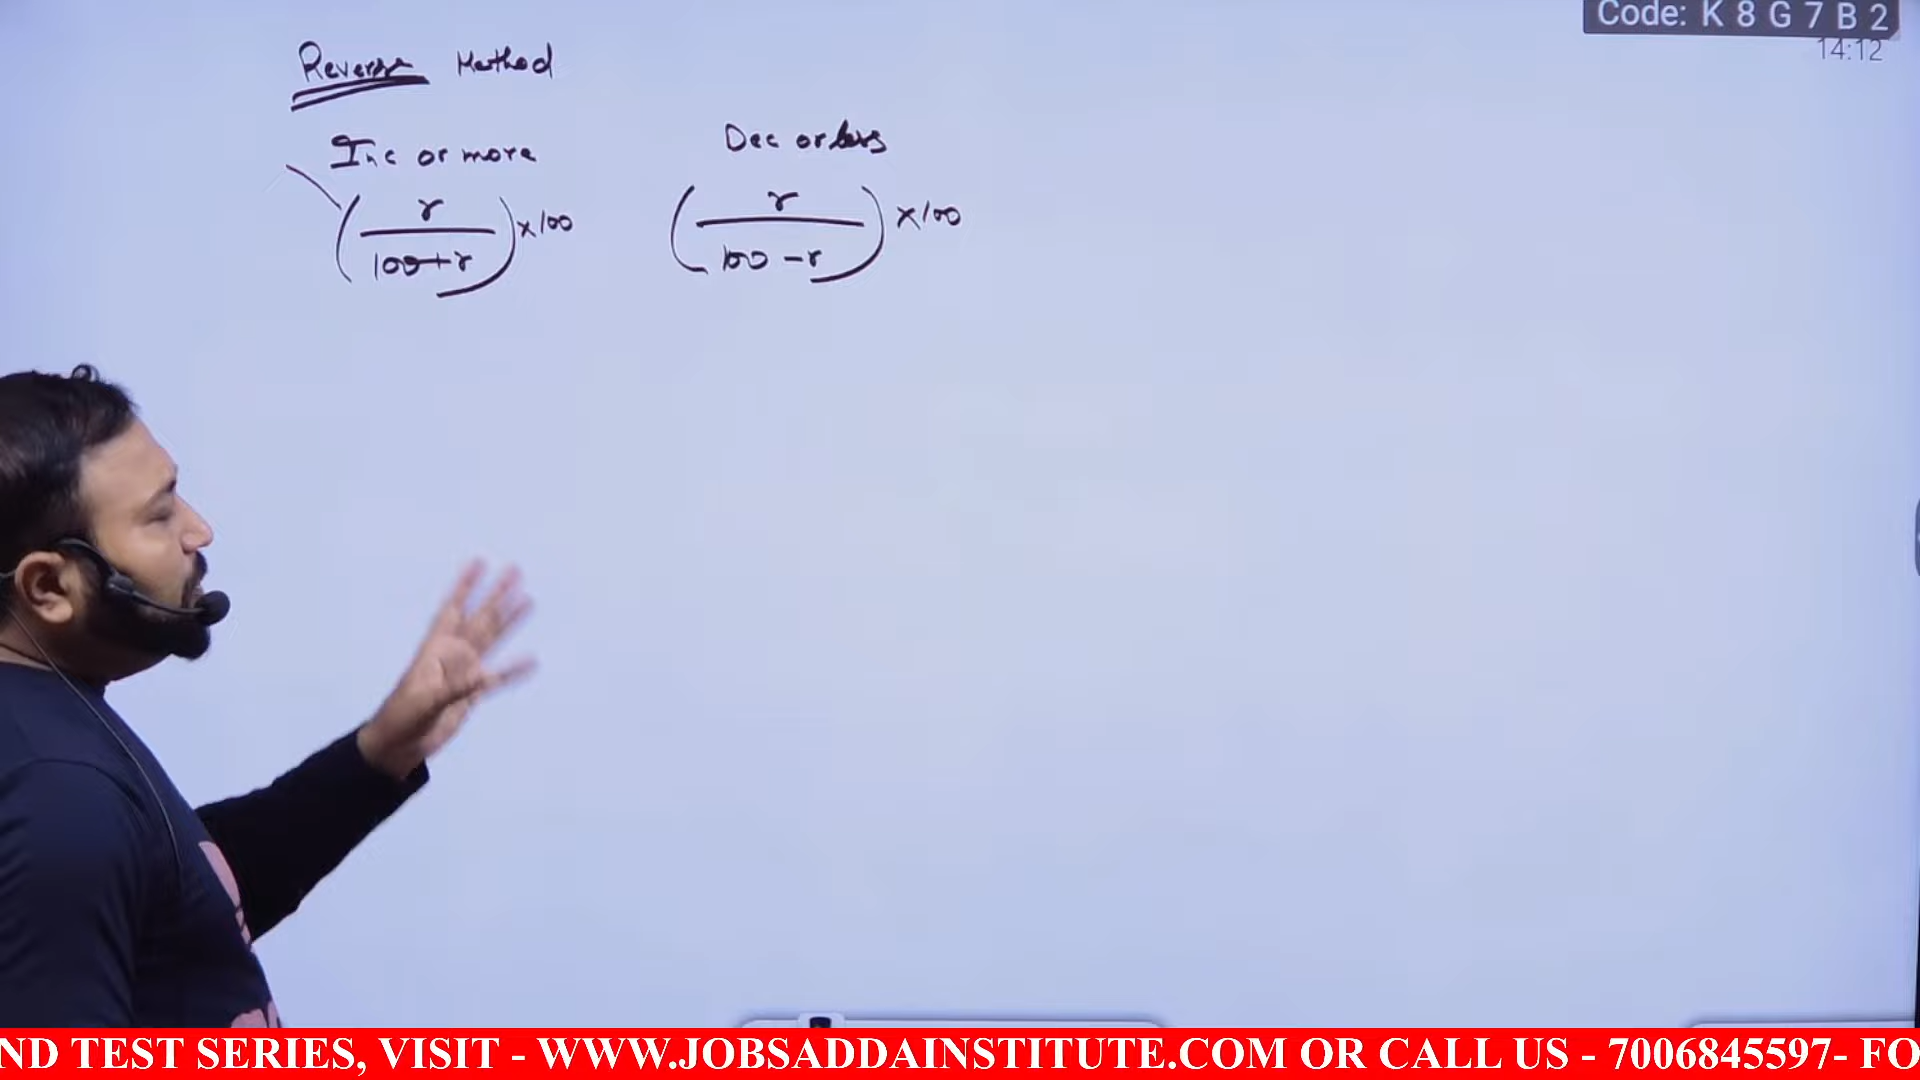 Code: K 8 G 7 B 2
14:12
Reverse Method
Inc or more
Dec or less
(r / 100+r) x100
(r / 100-r) x100
ND TEST SERIES, VISIT - WWW.JOBSADDAINSTITUTE.COM OR CALL US - 7006845597- FO